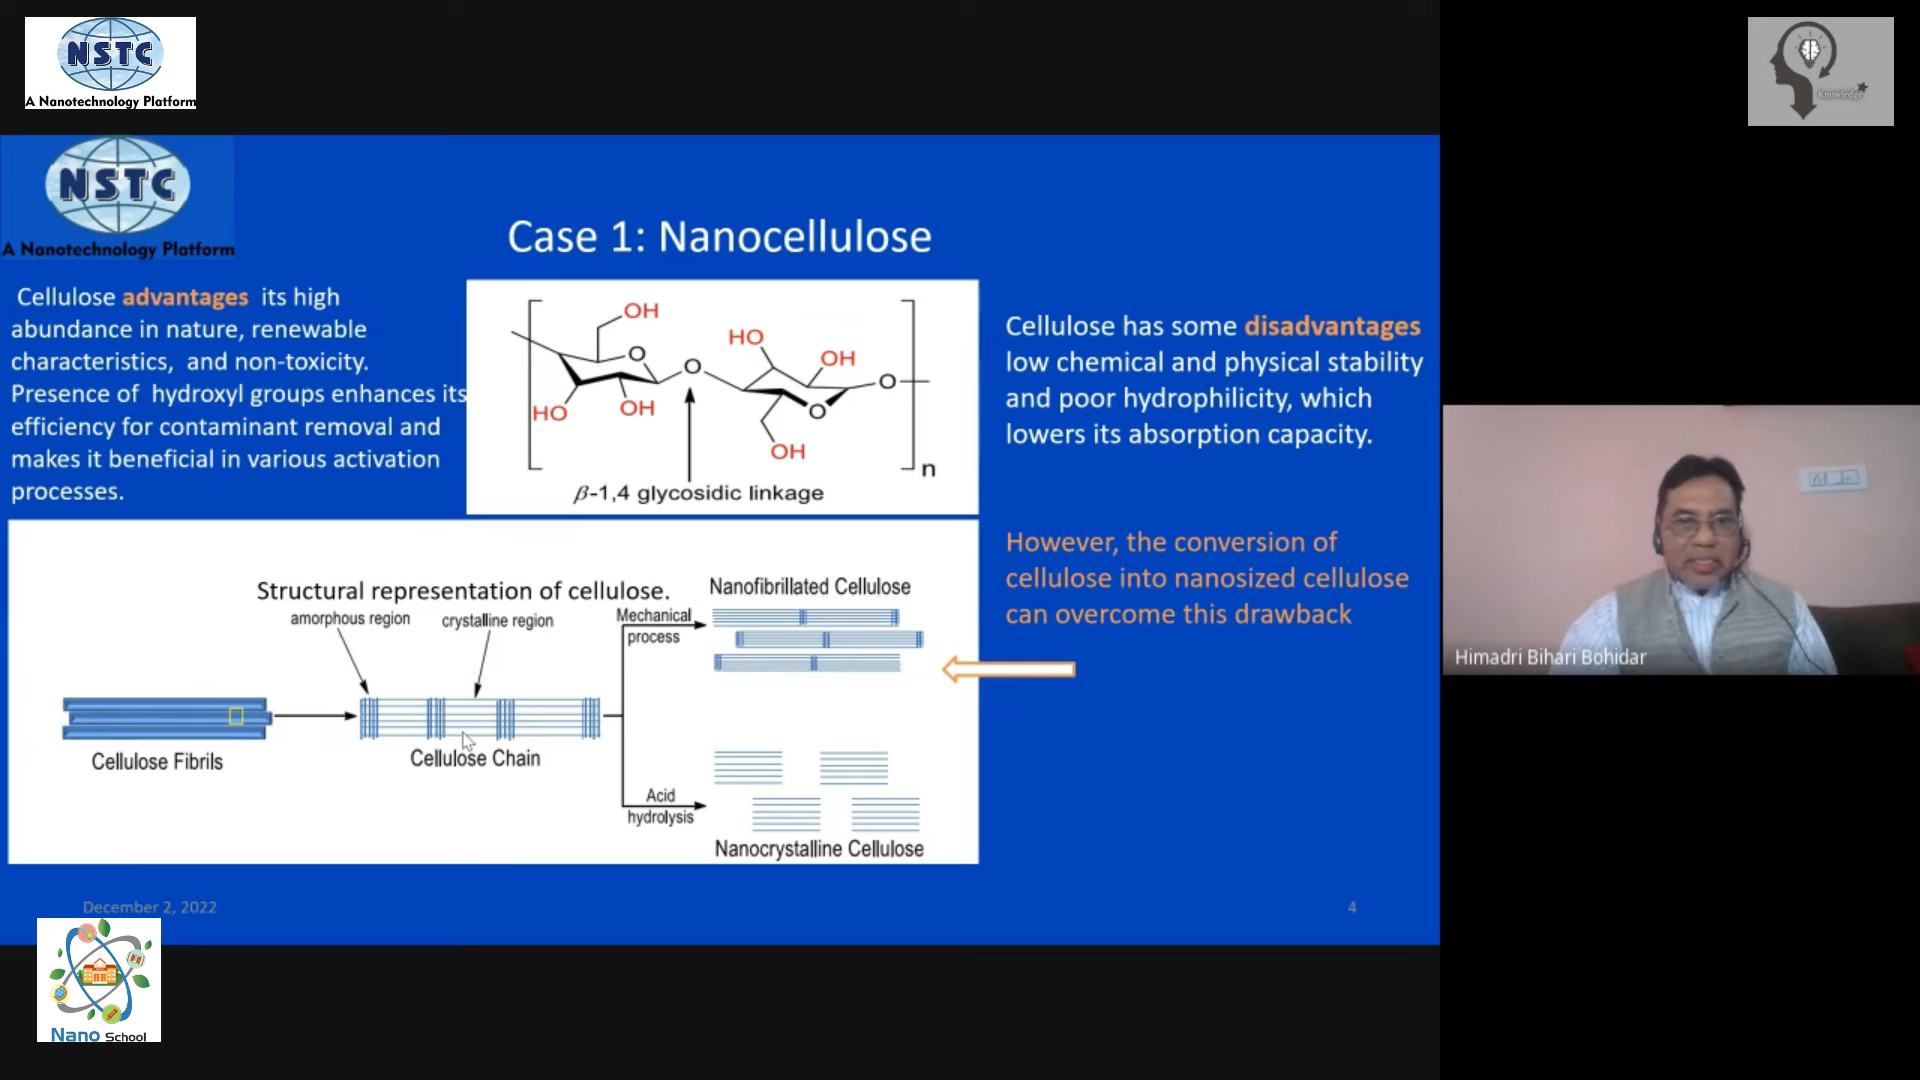 NSTC
A Nanotechnology Platform
Knowledge
NSTC
A Nanotechnology Platform
Case 1: Nanocellulose
Cellulose advantages its high
abundance in nature, renewable
characteristics, and non-toxicity.
Presence of hydroxyl groups enhances its
efficiency for contaminant removal and
makes it beneficial in various activation
processes.
OH
O
HO
OH
O
HO
OH
O
O
OH
n
β-1,4 glycosidic linkage
Cellulose has some disadvantages
low chemical and physical stability
and poor hydrophilicity, which
lowers its absorption capacity.
However, the conversion of
cellulose into nanosized cellulose
can overcome this drawback
Structural representation of cellulose.
amorphous region
crystalline region
Cellulose Fibrils
Cellulose Chain
Mechanical
process
Nanofibrillated Cellulose
Acid
hydrolysis
Nanocrystalline Cellulose
Himadri Bihari Bohidar
December 2, 2022
4
Nano School